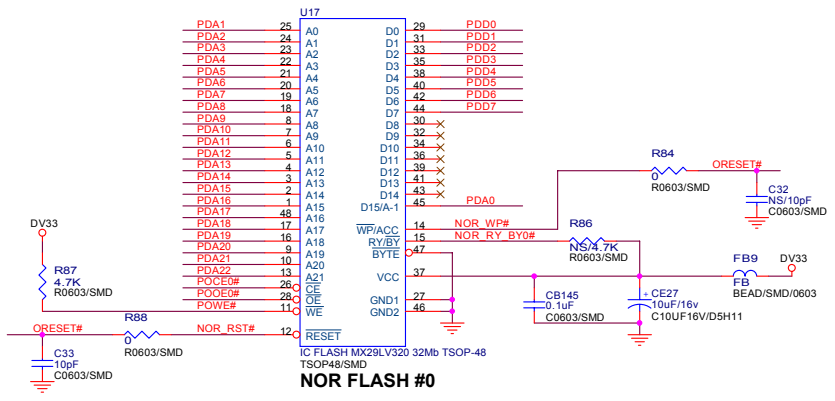 U17
PDA1 25 A0 D0 29 PDD0
PDA2 24 A1 D1 31 PDD1
PDA3 23 A2 D2 33 PDD2
PDA4 22 A3 D3 35 PDD3
PDA5 21 A4 D4 38 PDD4
PDA6 20 A5 D5 40 PDD5
PDA7 19 A6 D6 42 PDD6
PDA8 18 A7 D7 44 PDD7
PDA9 8 A8 D8 30
PDA10 7 A9 D9 32
PDA11 6 A10 D10 34
PDA12 5 A11 D11 36
PDA13 4 A12 D12 39
PDA14 3 A13 D13 41
PDA15 2 A14 D14 43
PDA16 1 A15 D15/A-1 45 PDA0
PDA17 48 A16
PDA18 17 A17 WP/ACC 14 NOR_WP#
PDA19 16 A18 RY/BY 15 NOR_RY_BY0#
PDA20 9 A19 BYTE 47
PDA21 10 A20
PDA22 13 A21 VCC 37
POCE0# 26 CE
POOE0# 28 OE GND1 27
POWE# 11 WE GND2 46
NOR_RST# 12 RESET
IC FLASH MX29LV320 32Mb TSOP-48
TSOP48/SMD
NOR FLASH #0
DV33
R87
4.7K
R0603/SMD
ORESET#
R88
0
R0603/SMD
C33
10pF
C0603/SMD
R84
0
R0603/SMD
ORESET#
C32
NS/10pF
C0603/SMD
R86
NS/4.7K
R0603/SMD
FB9
FB
BEAD/SMD/0603
DV33
CB145
0.1uF
C0603/SMD
+
CE27
10uF/16v
C10UF16V/D5H11